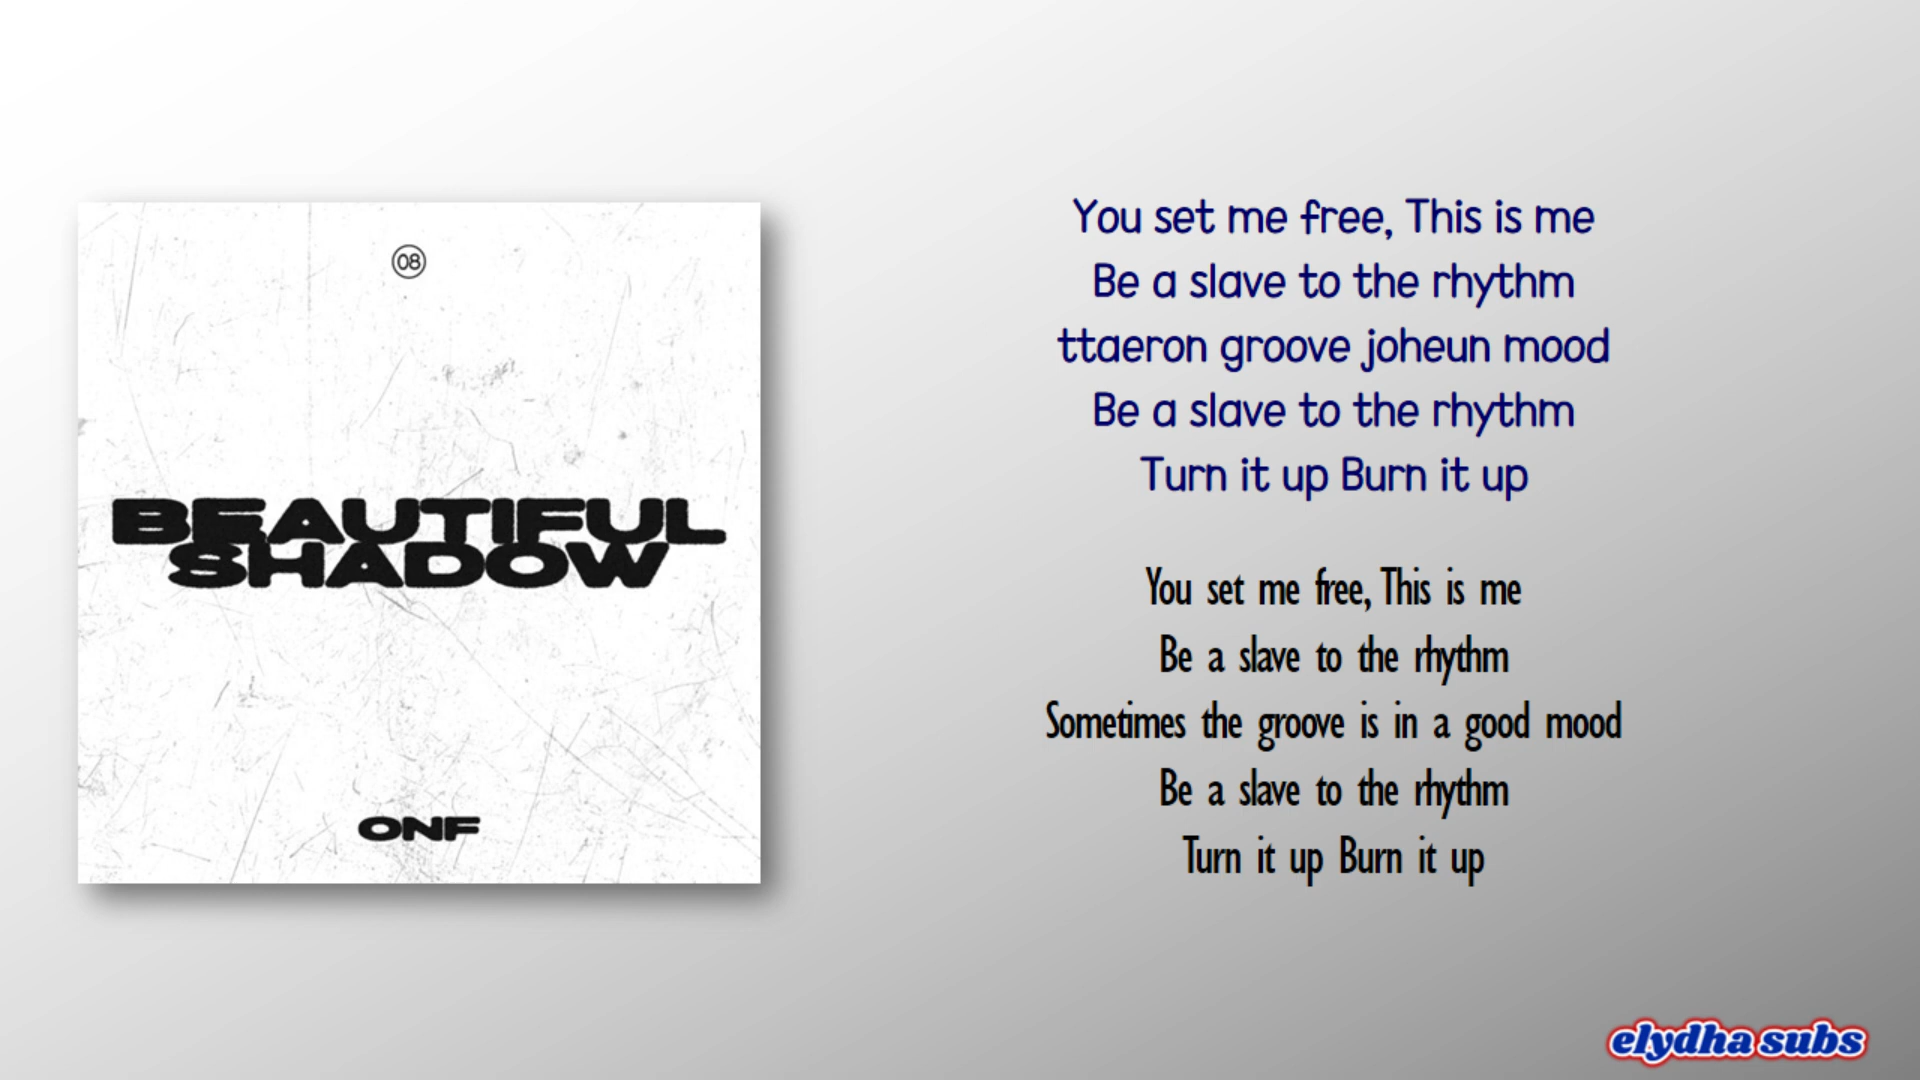 08
BEAUTIFUL
SHADOW
ONF
You set me free, This is me
Be a slave to the rhythm
ttaeron groove joheun mood
Be a slave to the rhythm
Turn it up Burn it up
You set me free, This is me
Be a slave to the rhythm
Sometimes the groove is in a good mood
Be a slave to the rhythm
Turn it up Burn it up
elydha subs